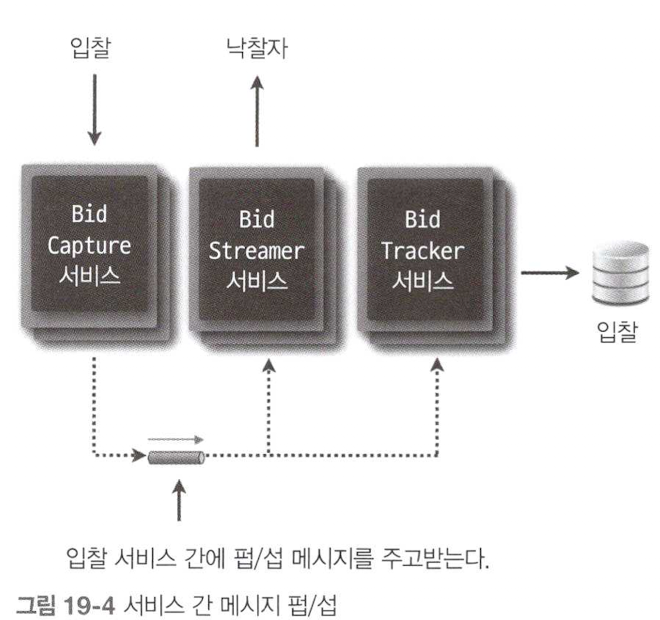 입찰
낙찰자
Bid
Capture
서비스
Bid
Streamer
서비스
Bid
Tracker
서비스
입찰
입찰 서비스 간에 펍/섭 메시지를 주고받는다.
그림 19-4 서비스 간 메시지 펍/섭